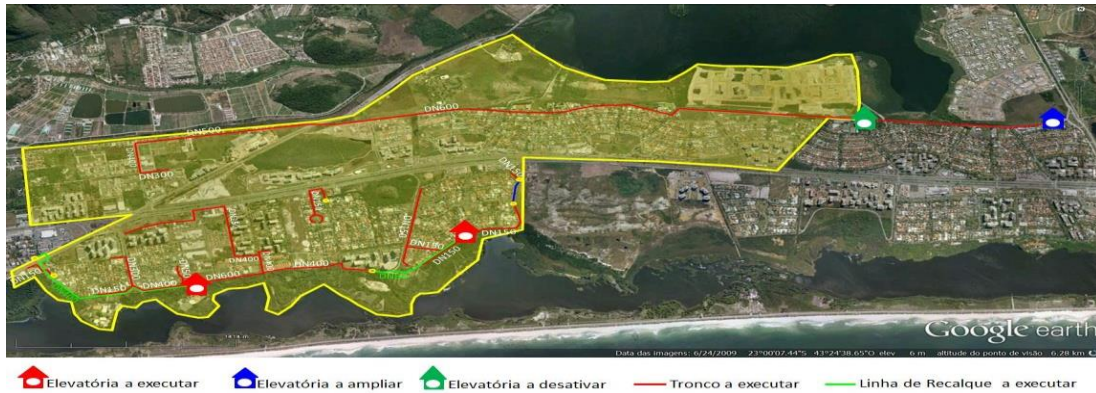 DN600
DN500
DN300
DN150
DN150
DN150
DN150
DN400
DN400
DN600
DN400
DN150
Google earth
Data das imagens: 6/24/2009 23°00'07.44"S 43°24'38.65"O elev 6 m altitude do ponto de visão 6.28 km
Elevatória a executar
Elevatória a ampliar
Elevatória a desativar
Tronco a executar
Linha de Recalque a executar